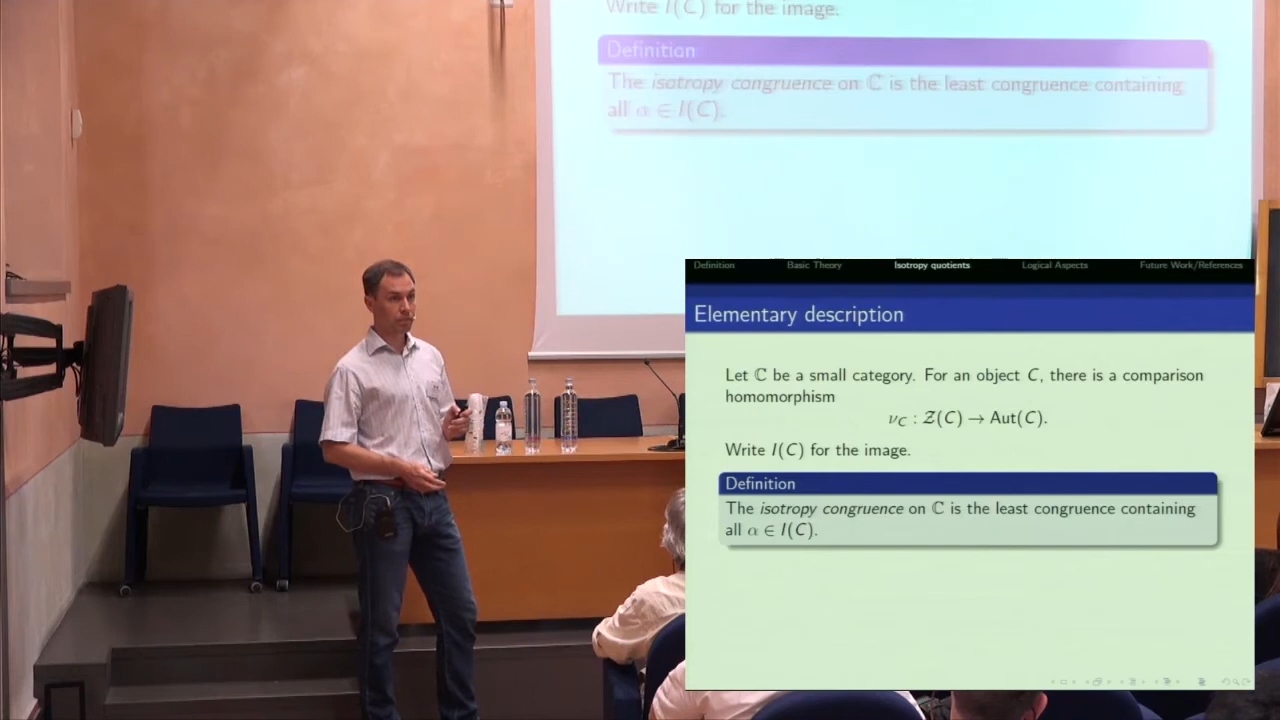 Write I(C) for the image.
Definition
The isotropy congruence on ℂ is the least congruence containing
all α ∈ I(C).
Definition Basic Theory Isotropy quotients Logical Aspects Future Work/References
Elementary description
Let ℂ be a small category. For an object C, there is a comparison
homomorphism
ν_C : 𝒵(C) → Aut(C).
Write I(C) for the image.
Definition
The isotropy congruence on ℂ is the least congruence containing
all α ∈ I(C).